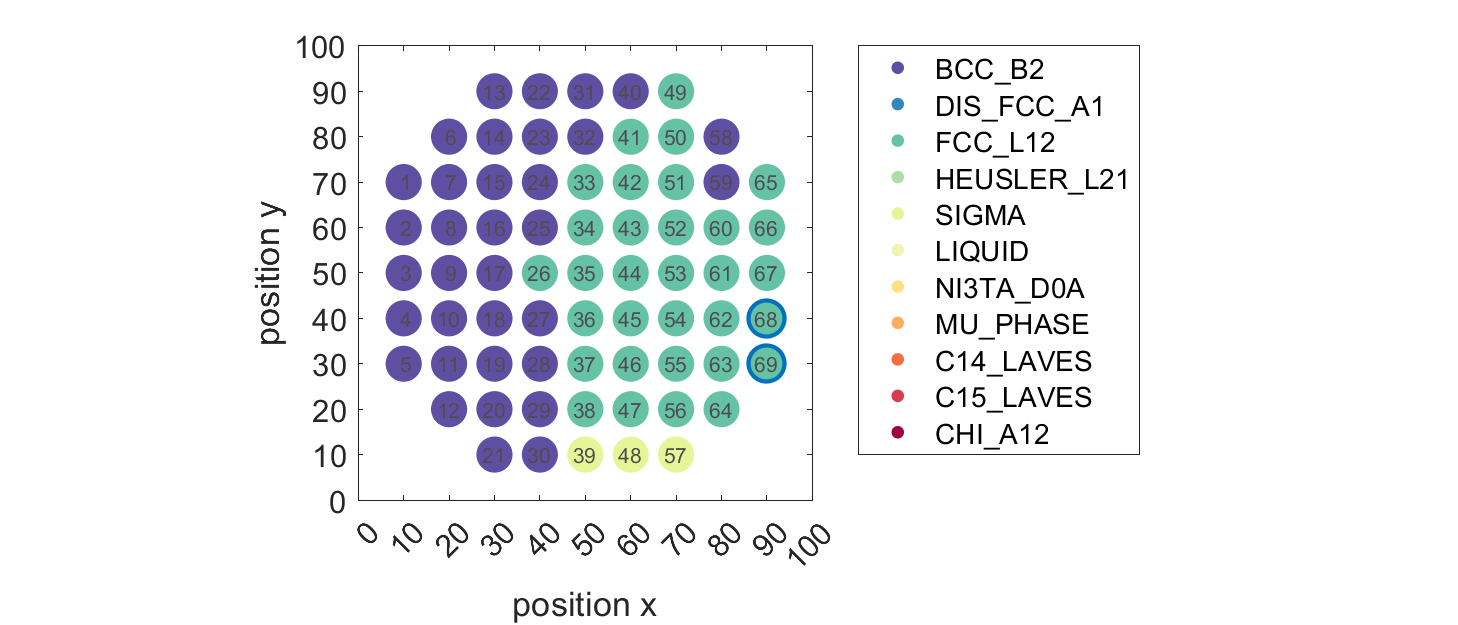 100
90
80
70
60
50
40
30
20
10
0
position y
13 22 31 40 49
6 14 23 32 41 50 58
1 7 15 24 33 42 51 59 65
2 8 16 25 34 43 52 60 66
3 9 17 26 35 44 53 61 67
4 10 18 27 36 45 54 62 68
5 11 19 28 37 46 55 63 69
12 20 29 38 47 56 64
21 30 39 48 57
0 10 20 30 40 50 60 70 80 90 100
position x
BCC_B2
DIS_FCC_A1
FCC_L12
HEUSLER_L21
SIGMA
LIQUID
NI3TA_D0A
MU_PHASE
C14_LAVES
C15_LAVES
CHI_A12